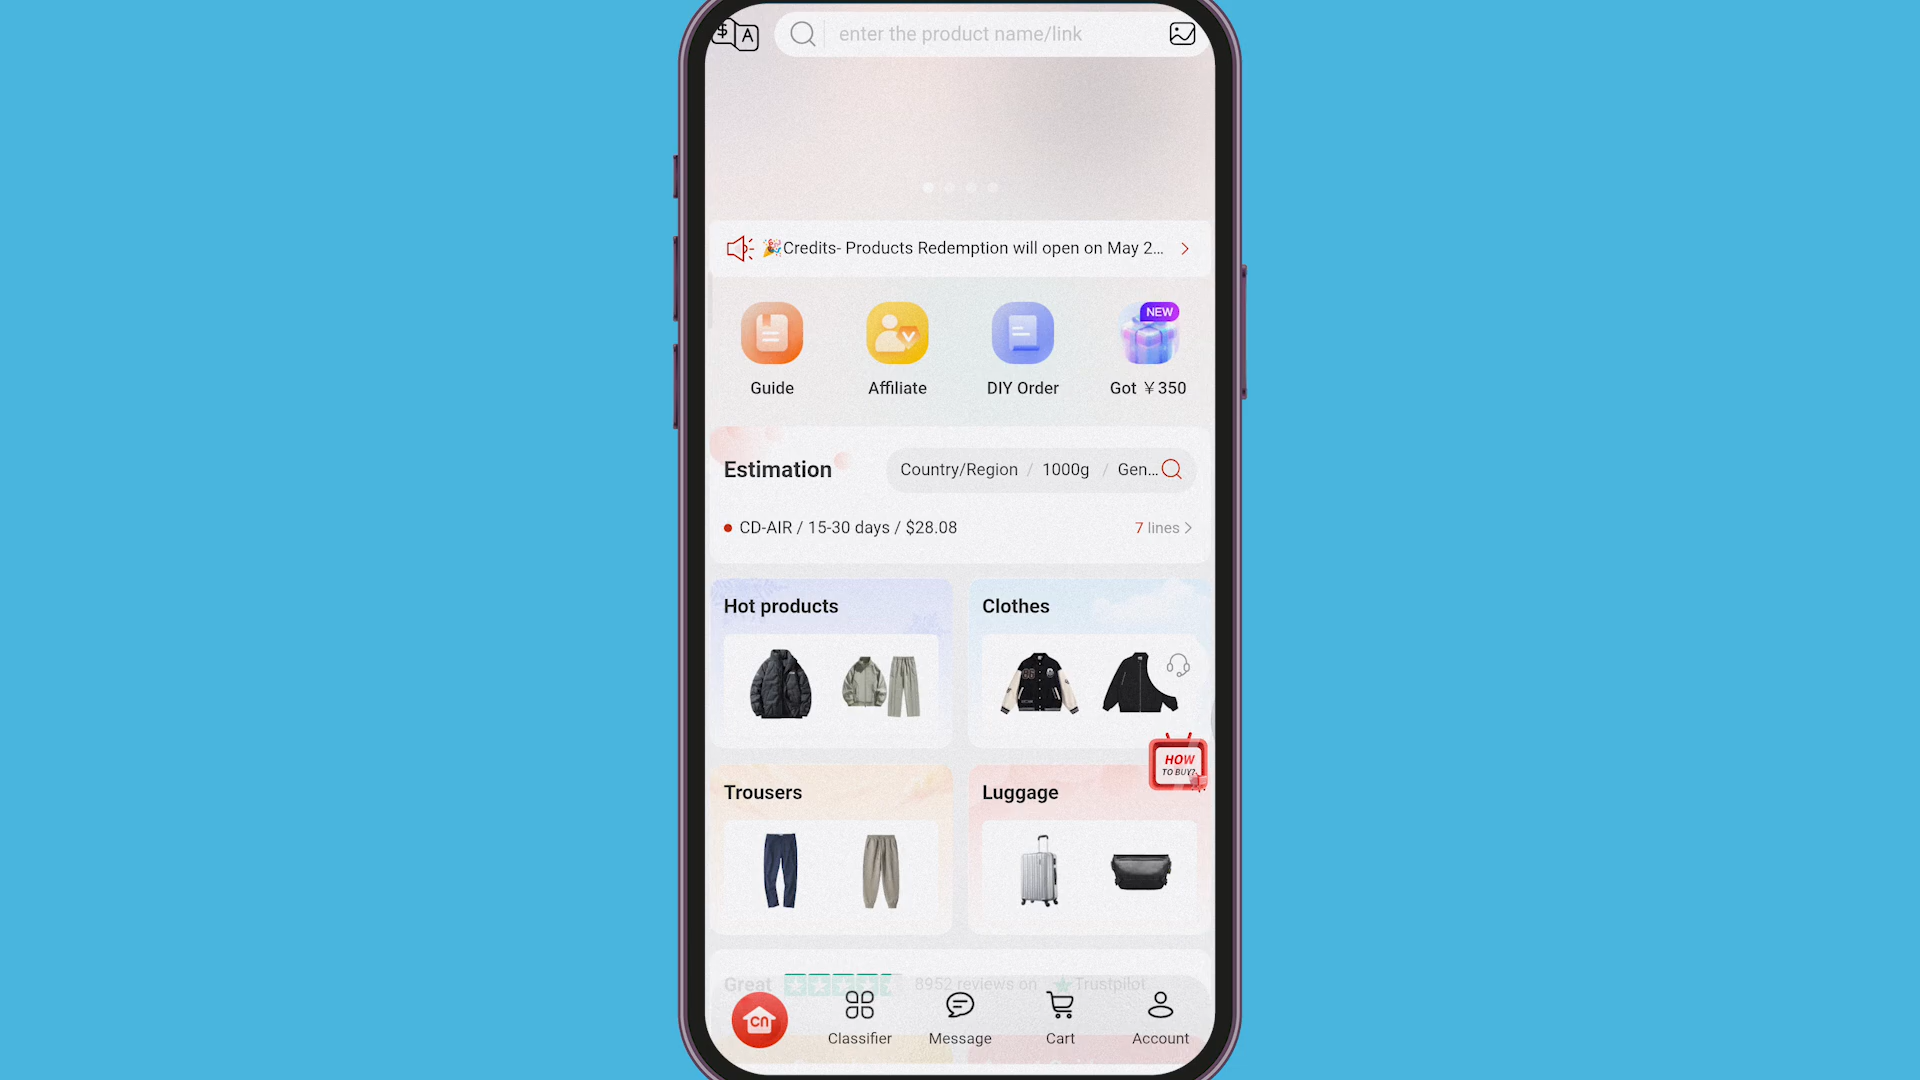 $ A
enter the product name/link
🎉Credits- Products Redemption will open on May 2...
NEW
Guide
Affiliate
DIY Order
Got ¥350
Estimation
Country/Region / 1000g / Gen...
CD-AIR / 15-30 days / $28.08
7 lines
Hot products
Clothes
86
HOW
TO BUY?
Trousers
Luggage
Great
8952 reviews on
Trustpilot
cn
Classifier
Message
Cart
Account